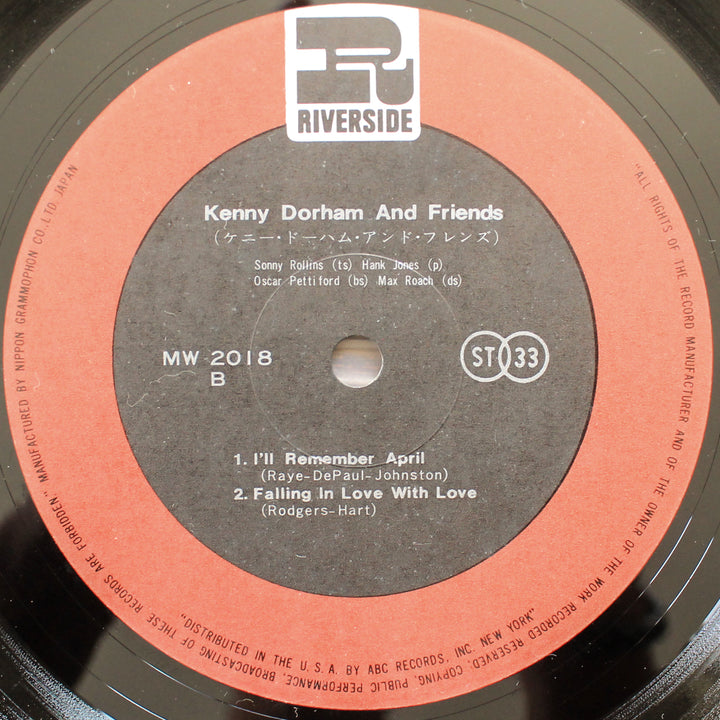 R
RIVERSIDE
Kenny Dorham And Friends
(ケニー・ドーハム・アンド・フレンズ)
Sonny Rollins (ts) Hank Jones (p)
Oscar Pettiford (bs) Max Roach (ds)
MW 2018
B
ST 33
1. I'll Remember April
(Raye-DePaul-Johnston)
2. Falling In Love With Love
(Rodgers-Hart)
"ALL RIGHTS OF THE RECORD MANUFACTURER AND OF THE OWNER OF THE WORK RECORDED RESERVED; COPYING, PUBLIC PERFORMANCE, BROADCASTING OF THESE RECORDS ARE FORBIDDEN" MANUFACTURED BY NIPPON GRAMMOPHON CO., LTD. JAPAN
"DISTRIBUTED IN THE U.S.A. BY ABC RECORDS, INC. NEW YORK"